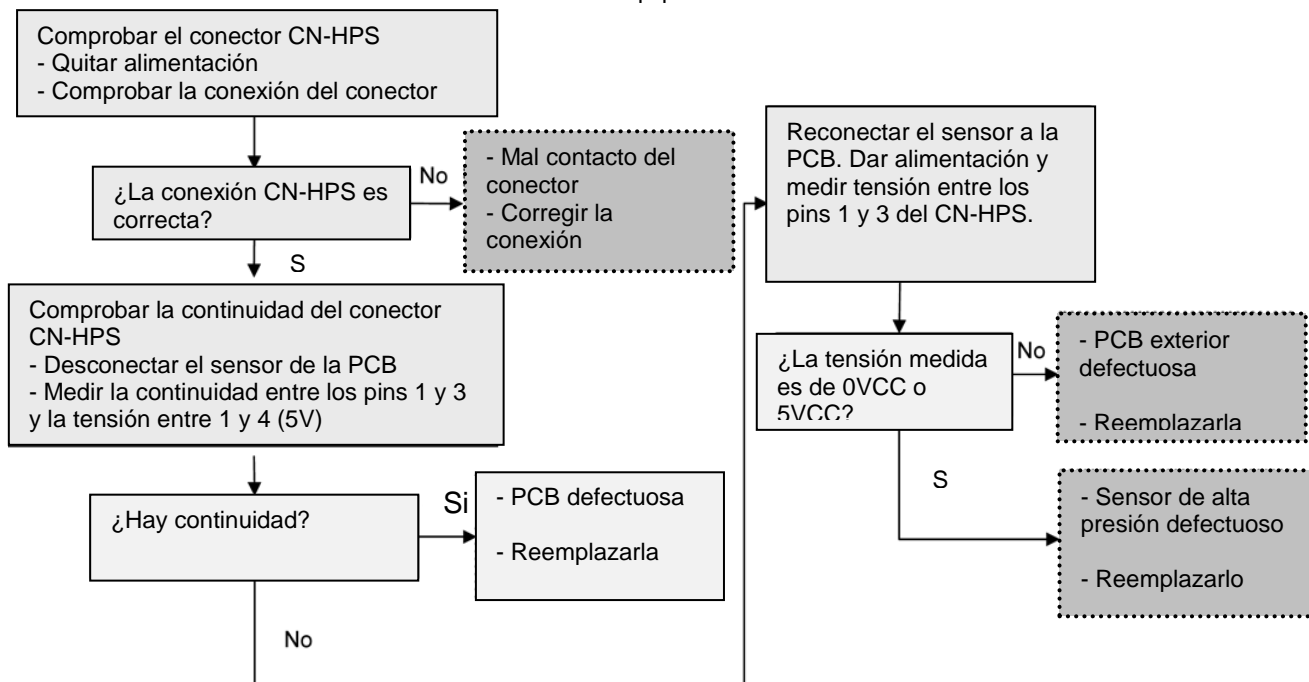 Comprobar el conector CN-HPS
- Quitar alimentación
- Comprobar la conexión del conector
¿La conexión CN-HPS es
correcta?
No
- Mal contacto del
conector
- Corregir la
conexión
S
Comprobar la continuidad del conector
CN-HPS
- Desconectar el sensor de la PCB
- Medir la continuidad entre los pins 1 y 3
y la tensión entre 1 y 4 (5V)
¿Hay continuidad?
Si
- PCB defectuosa
- Reemplazarla
No
Reconectar el sensor a la
PCB. Dar alimentación y
medir tensión entre los
pins 1 y 3 del CN-HPS.
¿La tensión medida
es de 0VCC o
5VCC?
No
- PCB exterior
defectuosa
- Reemplazarla
S
- Sensor de alta
presión defectuoso
- Reemplazarlo